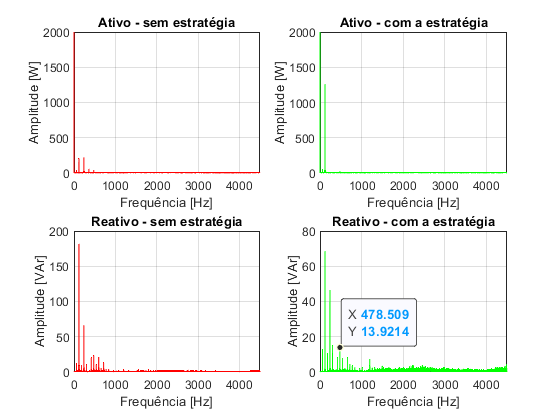 Ativo - sem estratégia
Amplitude [W]
2000
1500
1000
500
0
0 1000 2000 3000 4000
Frequência [Hz]
Ativo - com a estratégia
Amplitude [W]
2000
1500
1000
500
0
0 1000 2000 3000 4000
Frequência [Hz]
Reativo - sem estratégia
Amplitude [VAr]
200
150
100
50
0
0 1000 2000 3000 4000
Frequência [Hz]
Reativo - com a estratégia
Amplitude [VAr]
80
60
40
20
0
X 478.509
Y 13.9214
0 1000 2000 3000 4000
Frequência [Hz]